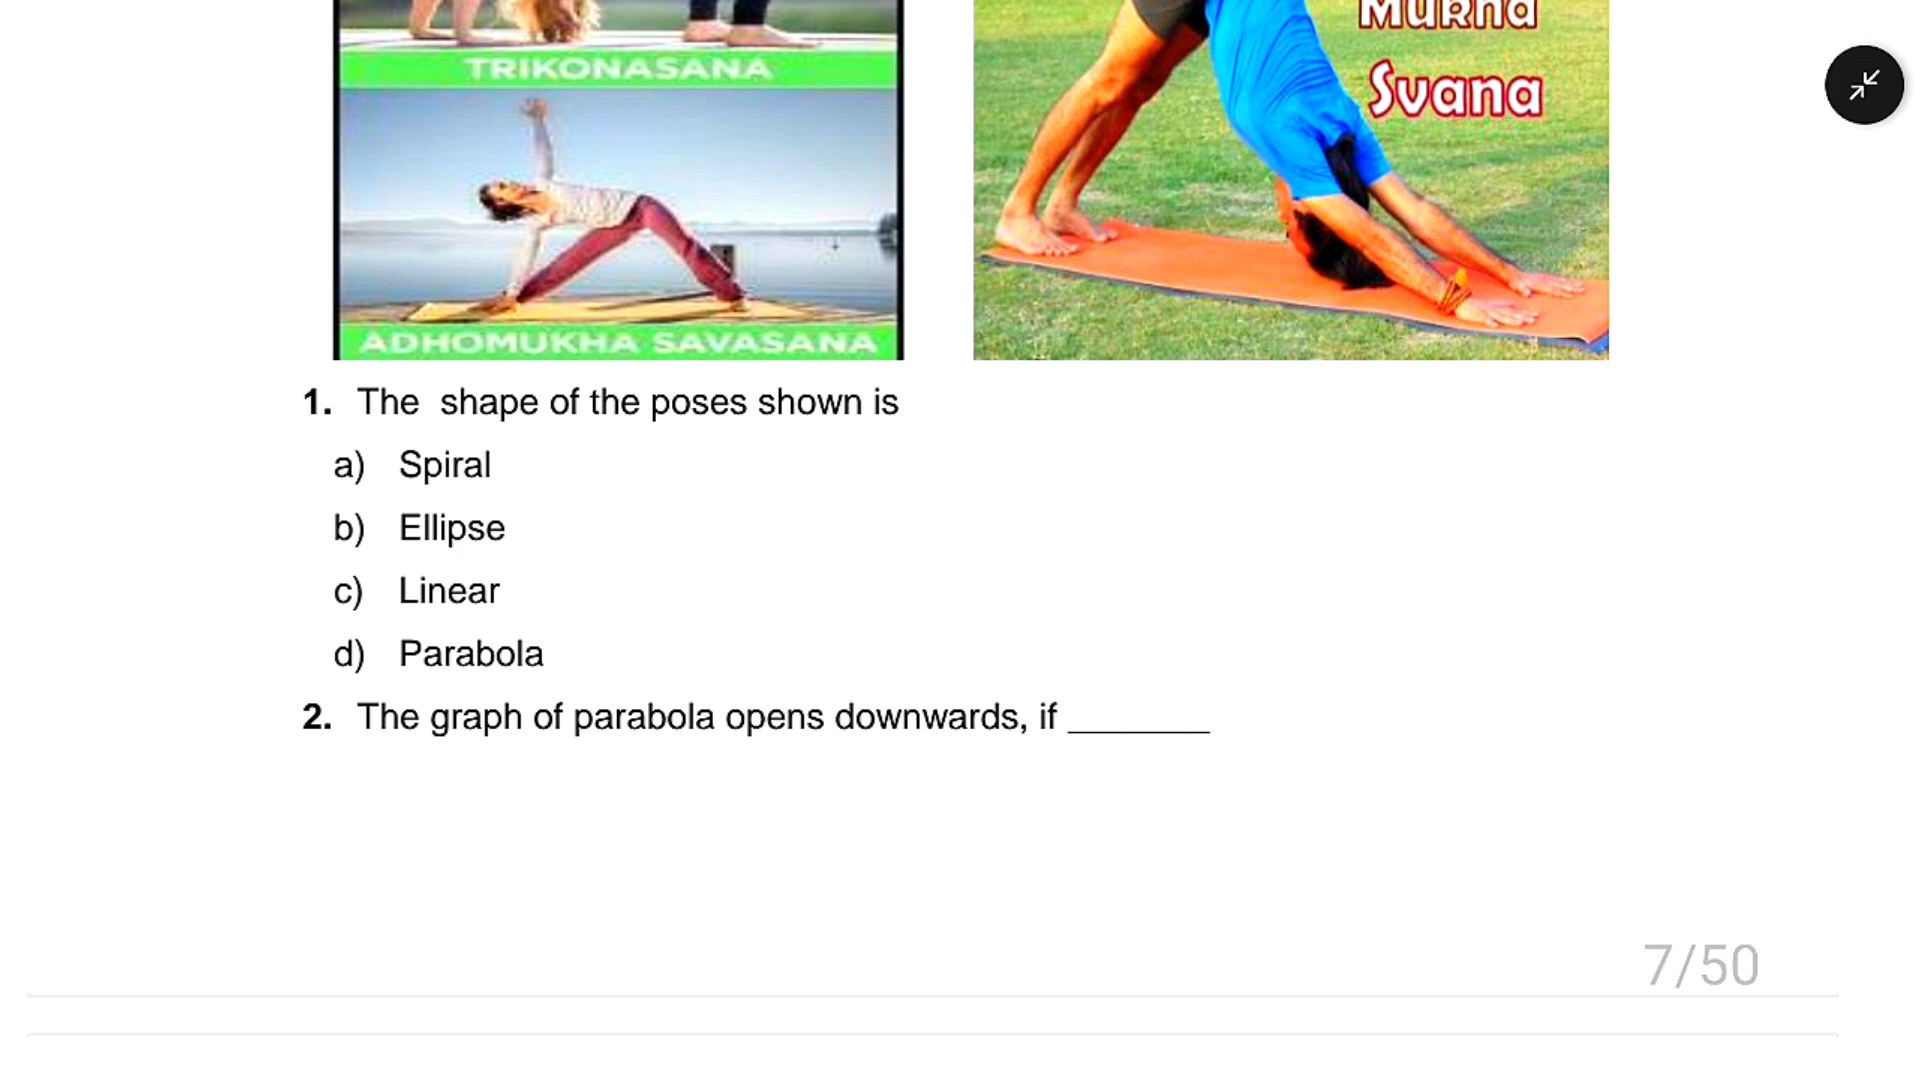 TRIKONASANA
ADHOMUKHA SAVASANA
Mukha
Svana
1. The shape of the poses shown is
a) Spiral
b) Ellipse
c) Linear
d) Parabola
2. The graph of parabola opens downwards, if _______
7/50